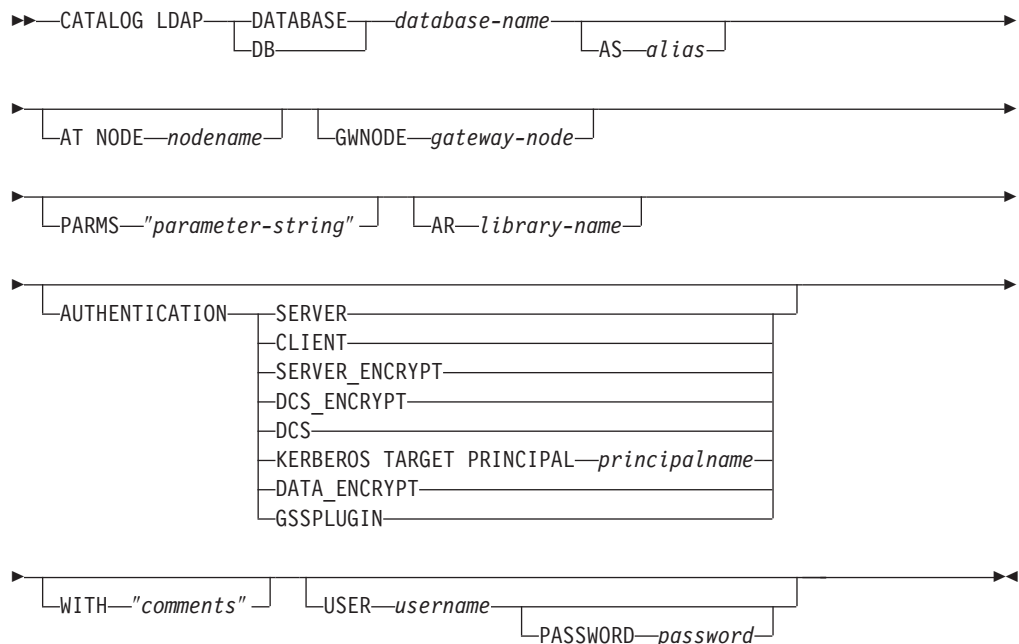 CATALOG LDAP DATABASE database-name
DB AS alias
AT NODE nodename GWNODE gateway-node
PARMS "parameter-string" AR library-name
AUTHENTICATION SERVER
CLIENT
SERVER_ENCRYPT
DCS_ENCRYPT
DCS
KERBEROS TARGET PRINCIPAL principalname
DATA_ENCRYPT
GSSPLUGIN
WITH "comments" USER username
PASSWORD password